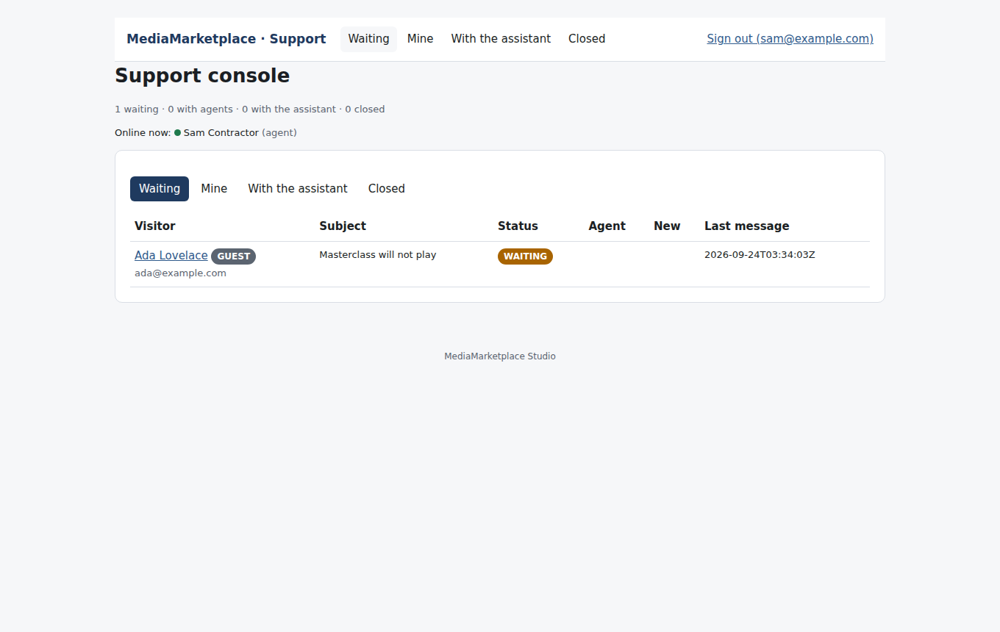 MediaMarketplace · Support Waiting Mine With the assistant Closed Sign out (sam@example.com)
Support console
1 waiting · 0 with agents · 0 with the assistant · 0 closed
Online now: Sam Contractor (agent)
Waiting Mine With the assistant Closed
Visitor Subject Status Agent New Last message
Ada Lovelace GUEST Masterclass will not play WAITING 2026-09-24T03:34:03Z
ada@example.com
MediaMarketplace Studio